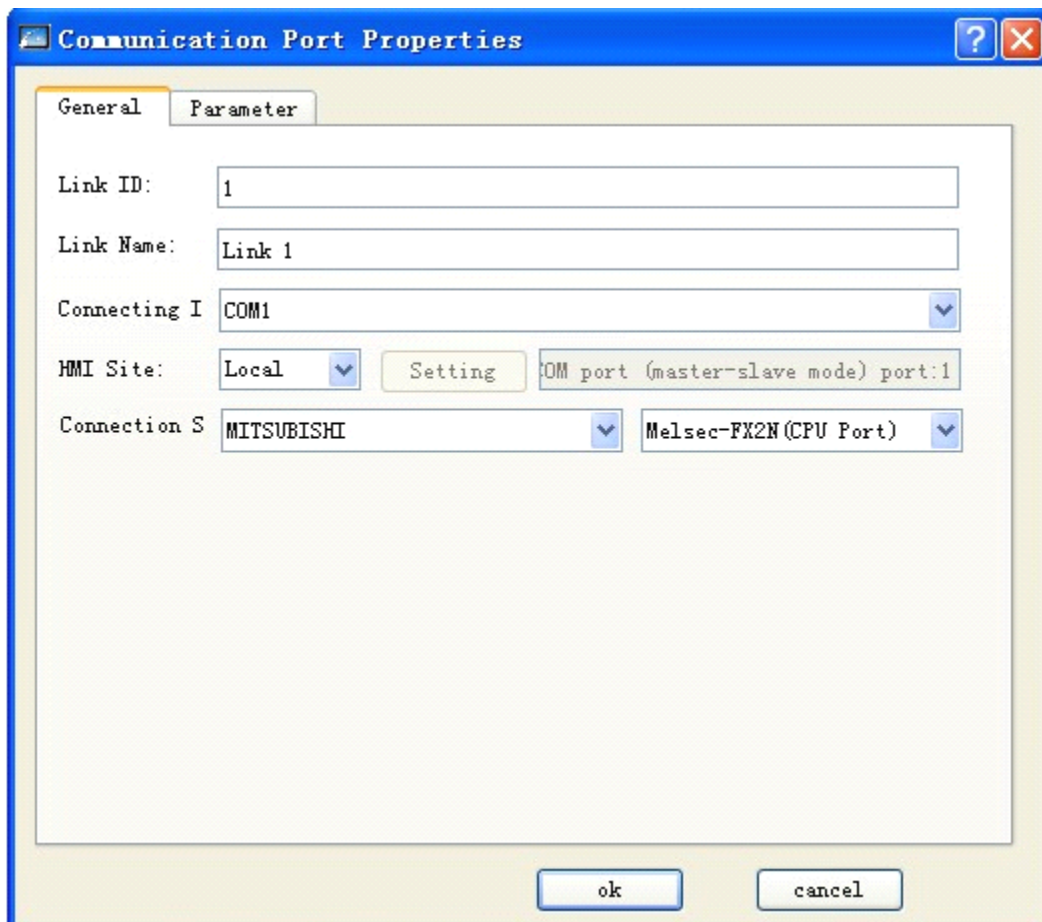 Communication Port Properties
General Parameter
Link ID: 1
Link Name: Link 1
Connecting I COM1
HMI Site: Local Setting OM port (master-slave mode) port:1
Connection S MITSUBISHI Melsec-FX2N(CPU Port)
ok cancel